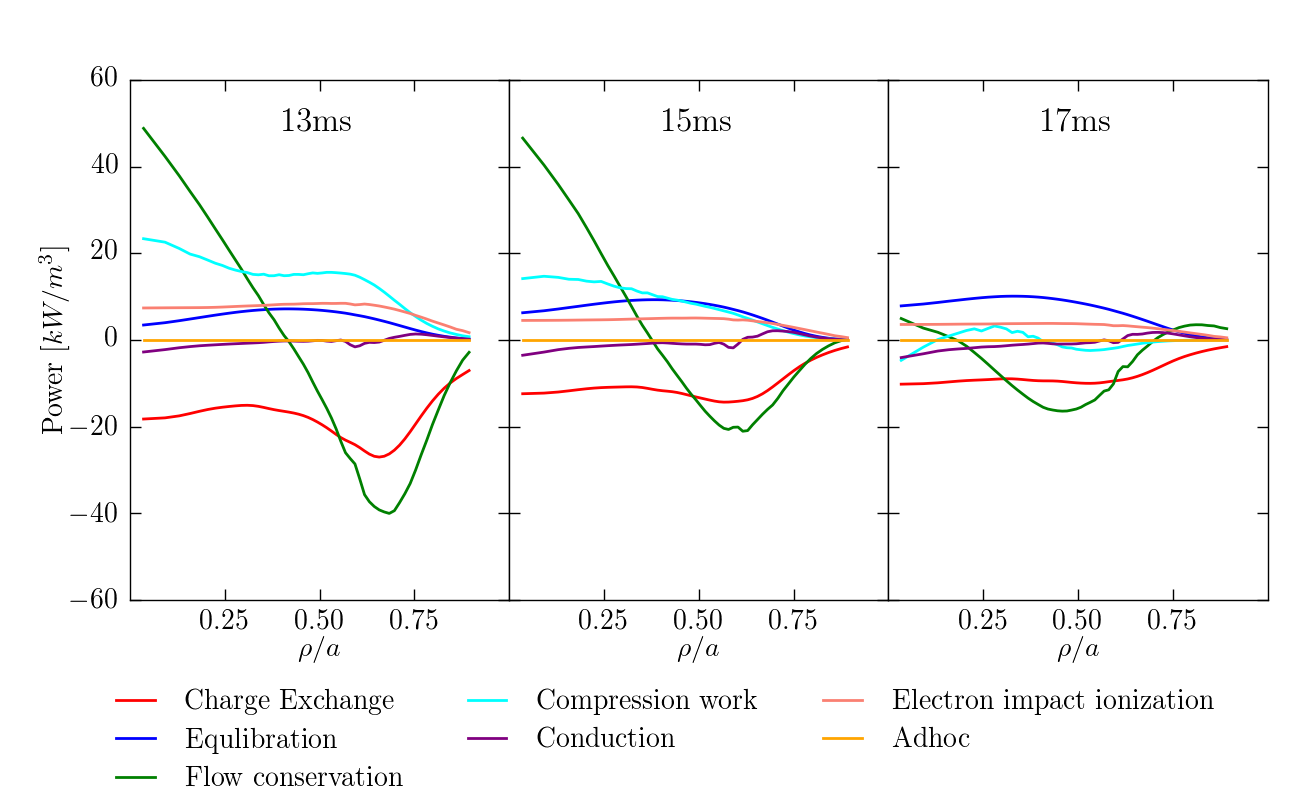 13ms 15ms 17ms
60
40
20
0
−20
−40
−60
Power [kW/m³]
0.25 0.50 0.75 0.25 0.50 0.75 0.25 0.50 0.75
ρ/a ρ/a ρ/a
Charge Exchange Compression work Electron impact ionization
Equlibration Conduction Adhoc
Flow conservation